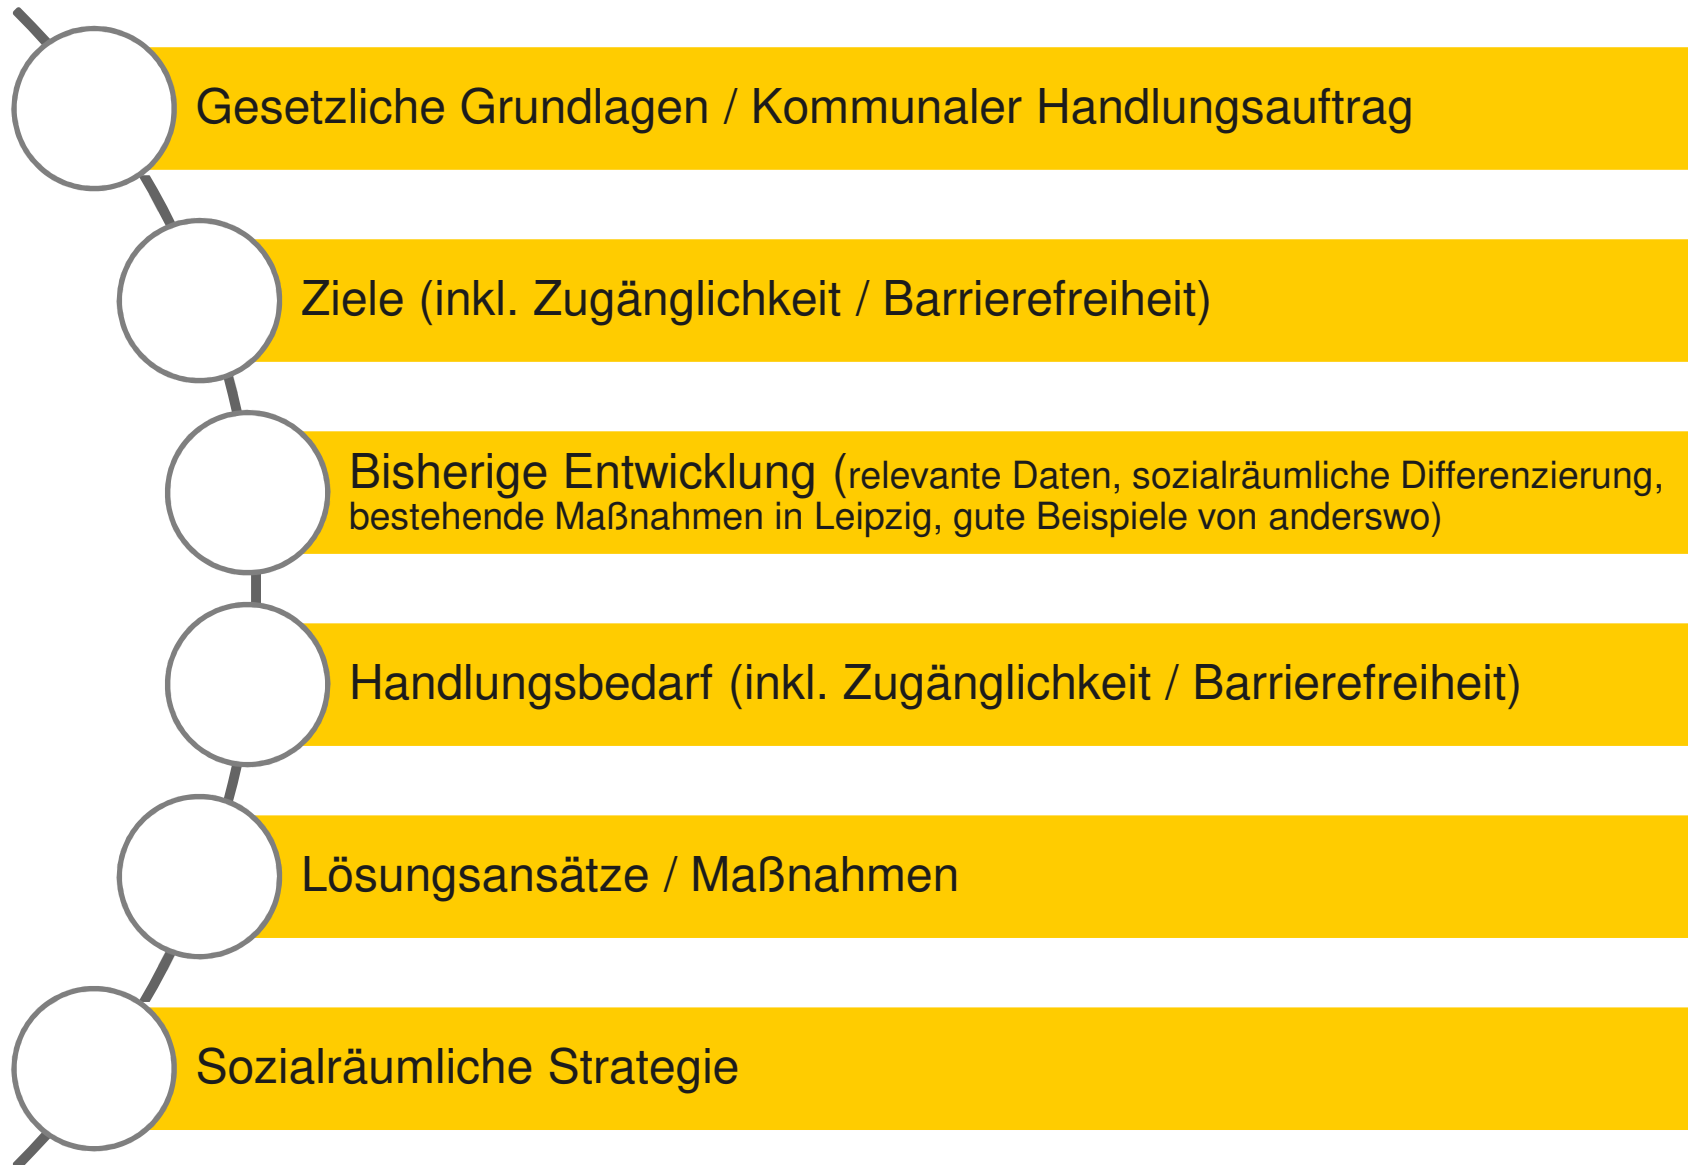 Gesetzliche Grundlagen / Kommunaler Handlungsauftrag
Ziele (inkl. Zugänglichkeit / Barrierefreiheit)
Bisherige Entwicklung (relevante Daten, sozialräumliche Differenzierung,
bestehende Maßnahmen in Leipzig, gute Beispiele von anderswo)
Handlungsbedarf (inkl. Zugänglichkeit / Barrierefreiheit)
Lösungsansätze / Maßnahmen
Sozialräumliche Strategie